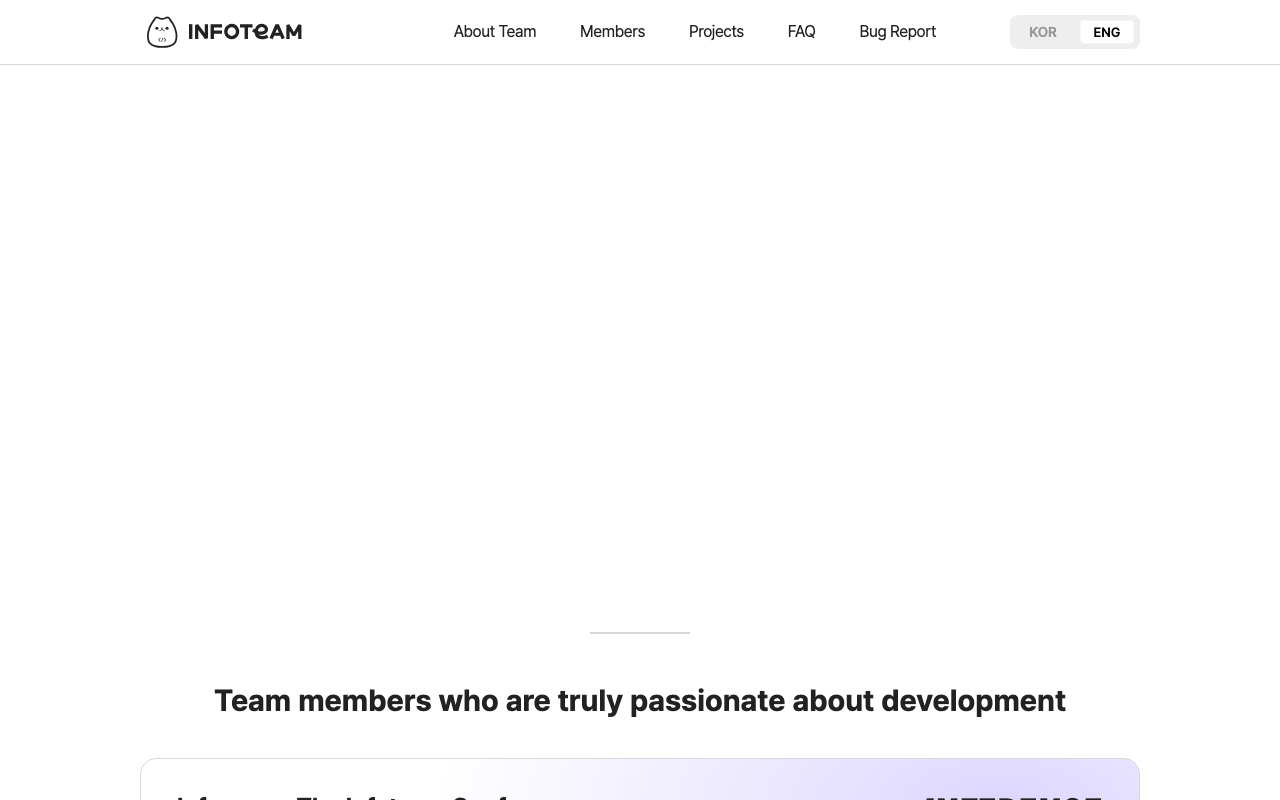 INFOTEAM
About Team
Members
Projects
FAQ
Bug Report
KOR
ENG
Team members who are truly passionate about development